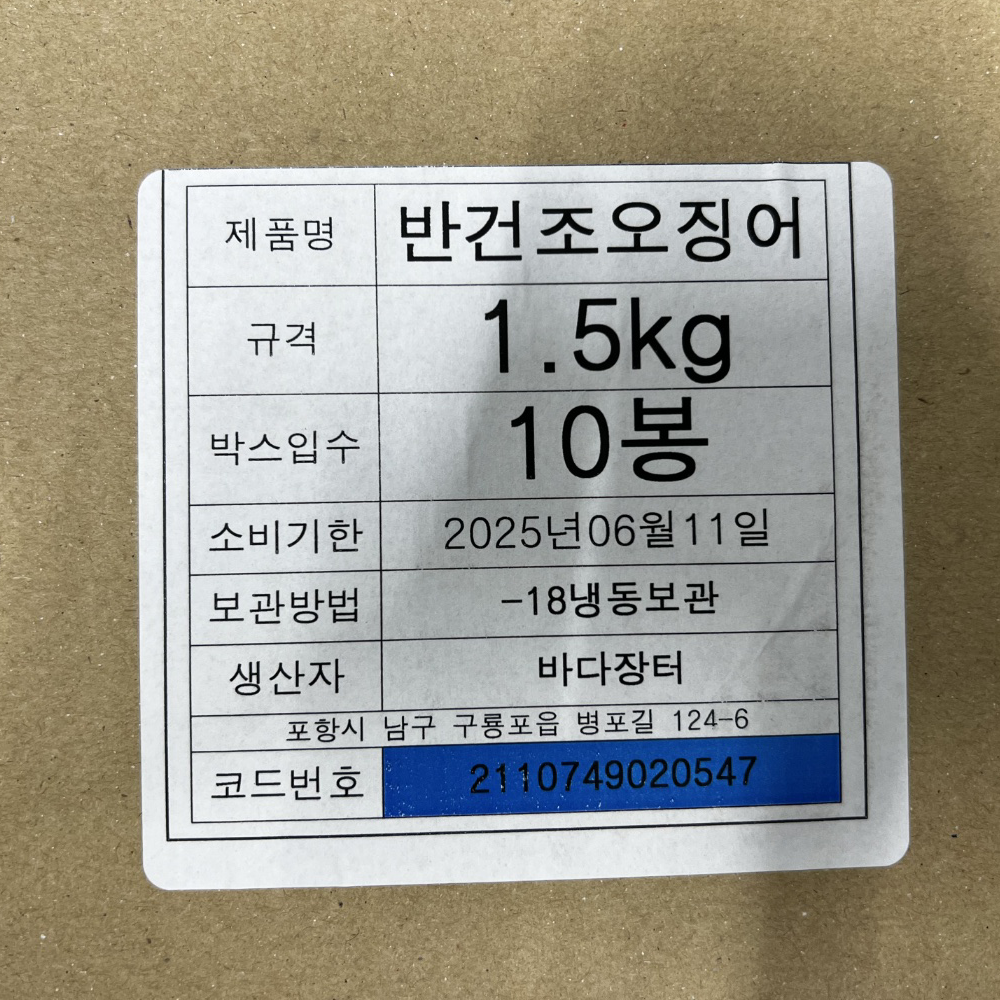 제품명 반건조오징어
규격 1.5kg
박스입수 10봉
소비기한 2025년06월11일
보관방법 -18냉동보관
생산자 바다장터
포항시 남구 구룡포읍 병포길 124-6
코드번호 2110749020547